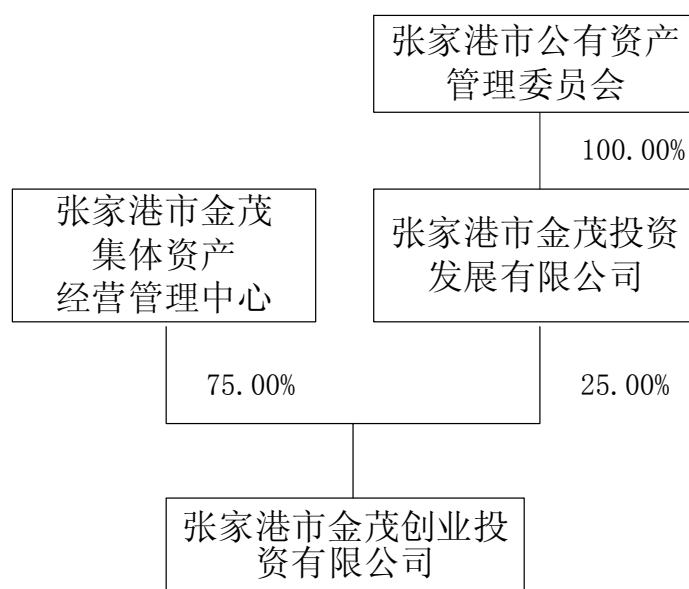 张家港市公有资产
管理委员会
100.00%
张家港市金茂
集体资产
经营管理中心
张家港市金茂投资
发展有限公司
75.00%
25.00%
张家港市金茂创业投
资有限公司